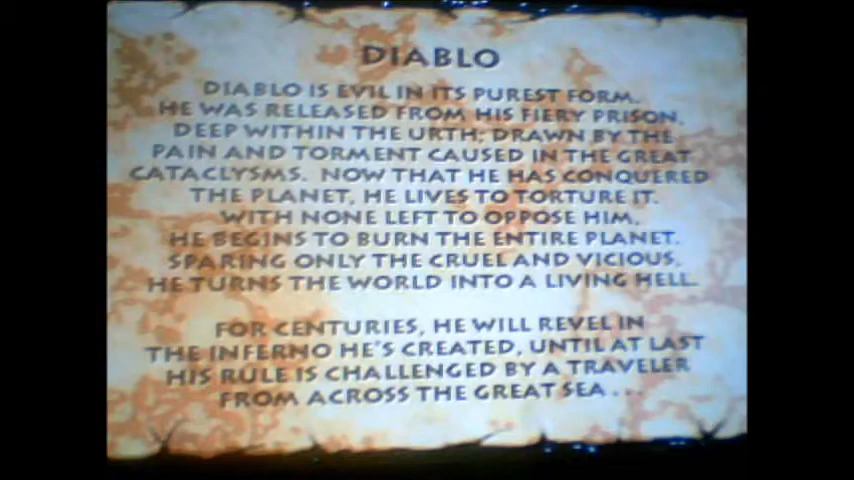 DIABLO
DIABLO IS EVIL IN ITS PUREST FORM.
HE WAS RELEASED FROM HIS FIERY PRISON,
DEEP WITHIN THE URTH; DRAWN BY THE
PAIN AND TORMENT CAUSED IN THE GREAT
CATACLYSMS. NOW THAT HE HAS CONQUERED
THE PLANET, HE LIVES TO TORTURE IT.
WITH NONE LEFT TO OPPOSE HIM,
HE BEGINS TO BURN THE ENTIRE PLANET.
SPARING ONLY THE CRUEL AND VICIOUS,
HE TURNS THE WORLD INTO A LIVING HELL.
FOR CENTURIES, HE WILL REVEL IN
THE INFERNO HE'S CREATED, UNTIL AT LAST
HIS RULE IS CHALLENGED BY A TRAVELER
FROM ACROSS THE GREAT SEA...